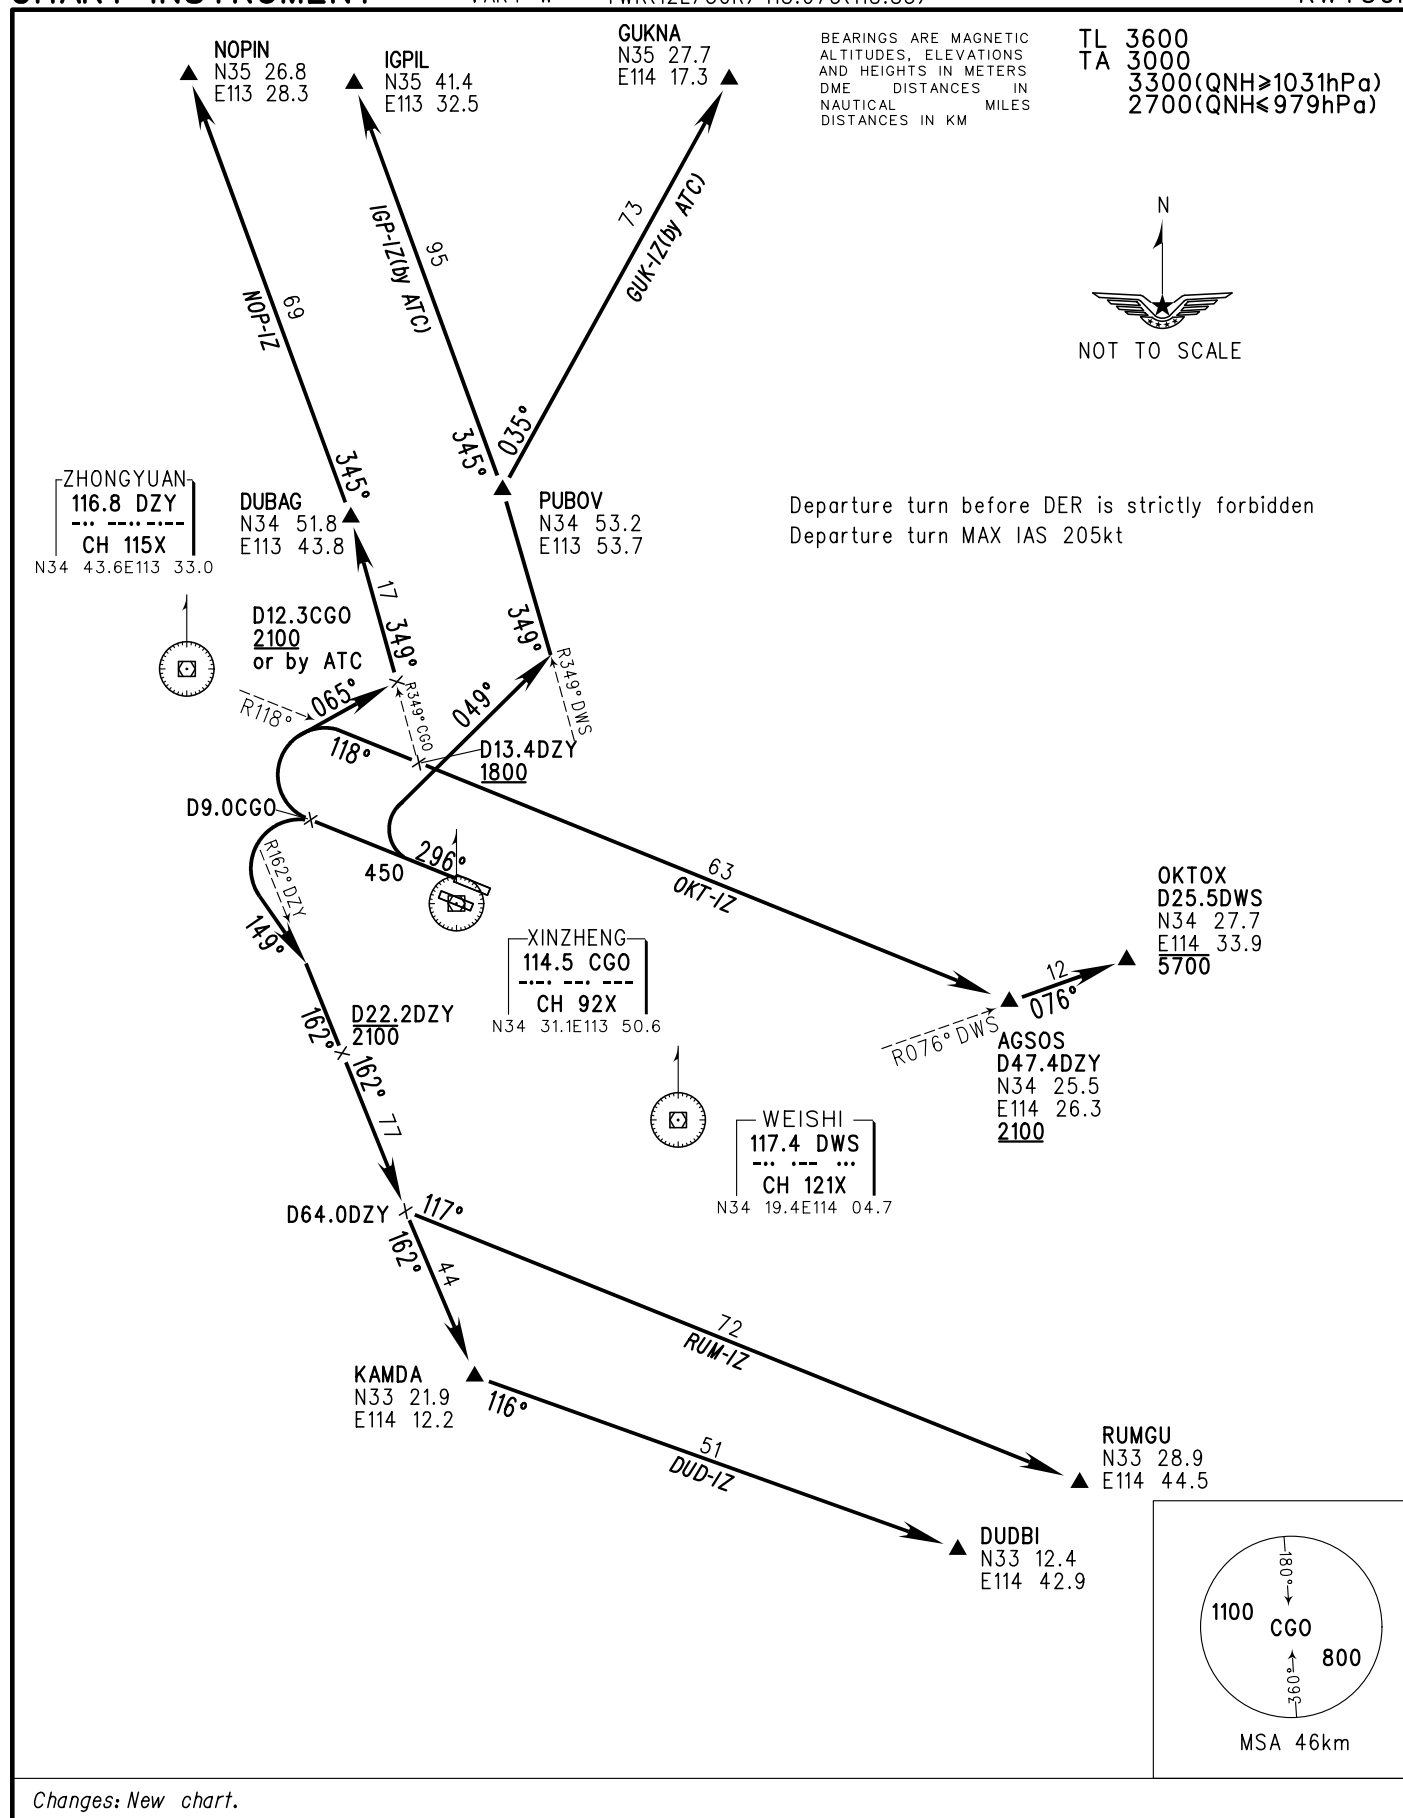 NOPIN
N35 26.8
E113 28.3
IGPIL
N35 41.4
E113 32.5
GUKNA
N35 27.7
E114 17.3
BEARINGS ARE MAGNETIC
ALTITUDES, ELEVATIONS
AND HEIGHTS IN METERS
DME DISTANCES IN
NAUTICAL MILES
DISTANCES IN KM
TL 3600
TA 3000
3300(QNH≥1031hPa)
2700(QNH≤979hPa)
N
NOT TO SCALE
69
NOP-1Z
95
IGP-1Z(by ATC)
73
GUK-1Z(by ATC)
345°
345°
035°
ZHONGYUAN
116.8 DZY
CH 115X
N34 43.6E113 33.0
DUBAG
N34 51.8
E113 43.8
PUBOV
N34 53.2
E113 53.7
Departure turn before DER is strictly forbidden
Departure turn MAX IAS 205kt
17
349°
349°
D12.3CGO
2100
or by ATC
065°
R118°
R349°CGO
049°
R349°DWS
118°
D13.4DZY
1800
D9.0CGO
R162°DZY
450
296°
149°
63
OKT-1Z
OKTOX
D25.5DWS
N34 27.7
E114 33.9
5700
12
076°
R076°DWS
AGSOS
D47.4DZY
N34 25.5
E114 26.3
2100
XINZHENG
114.5 CGO
CH 92X
N34 31.1E113 50.6
162°
D22.2DZY
2100
162°
77
WEISHI
117.4 DWS
CH 121X
N34 19.4E114 04.7
D64.0DZY
117°
162°
44
72
RUM-1Z
KAMDA
N33 21.9
E114 12.2
116°
51
DUD-1Z
RUMGU
N33 28.9
E114 44.5
DUDBI
N33 12.4
E114 42.9
180°
1100
CGO
800
360°
MSA 46km
Changes: New chart.